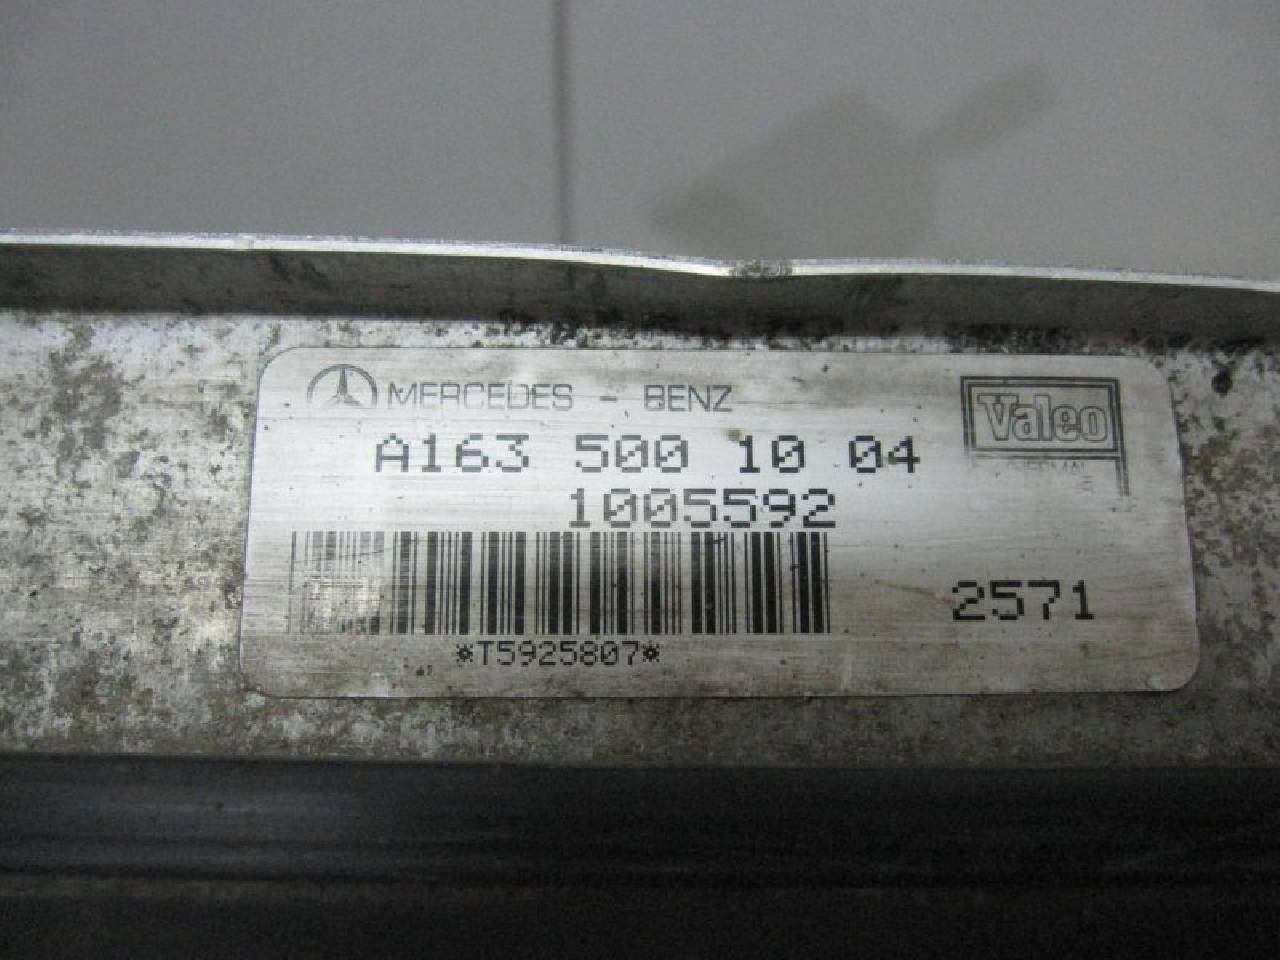 MERCEDES - BENZ
Valeo
A163 500 10 04
1005592
2571
*T5925807*